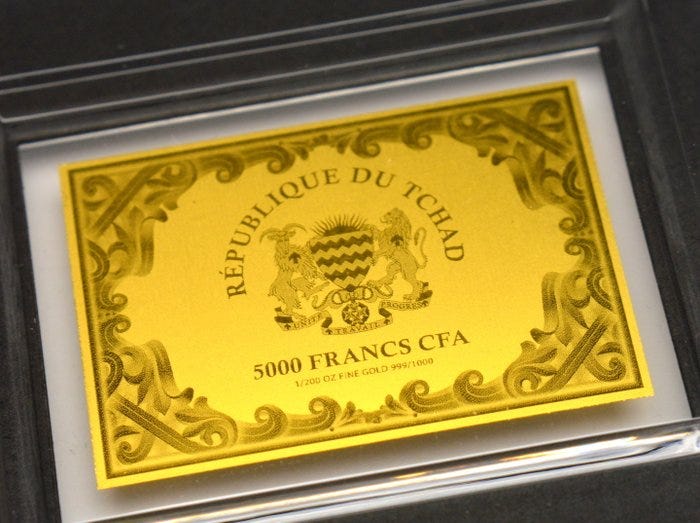 RÉPUBLIQUE DU TCHAD
UNITÉ TRAVAIL PROGRÈS
5000 FRANCS CFA
1/200 OZ FINE GOLD 999/1000